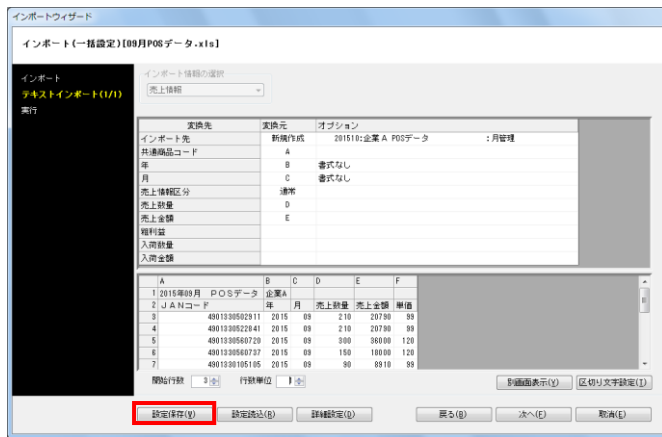 インポートウィザード
インポート(一括設定)[09月POSデータ.xls]
インポート
テキストインポート(1/1)
実行
インポート情報の選択
売上情報
変換先 変換元 オプション
インポート先 新規作成 201510:企業A POSデータ :月管理
共通商品コード A
年 B 書式なし
月 C 書式なし
売上情報区分 通常
売上数量 D
売上金額 E
粗利益
入荷数量
入荷金額
A B C D E F
1 2015年09月 POSデータ 企業A
2 JANコード 年 月 売上数量 売上金額 単価
3 4901330502911 2015 09 210 20790 99
4 4901330522841 2015 09 210 20790 99
5 4901330560720 2015 09 300 36000 120
6 4901330560737 2015 09 150 18000 120
7 4901330105105 2015 09 90 8910 99
開始行数 3 行数単位 1 別画面表示(V) 区切り文字設定(I)
設定保存(W) 設定読込(R) 詳細設定(D) 戻る(B) 次へ(F) 取消(E)